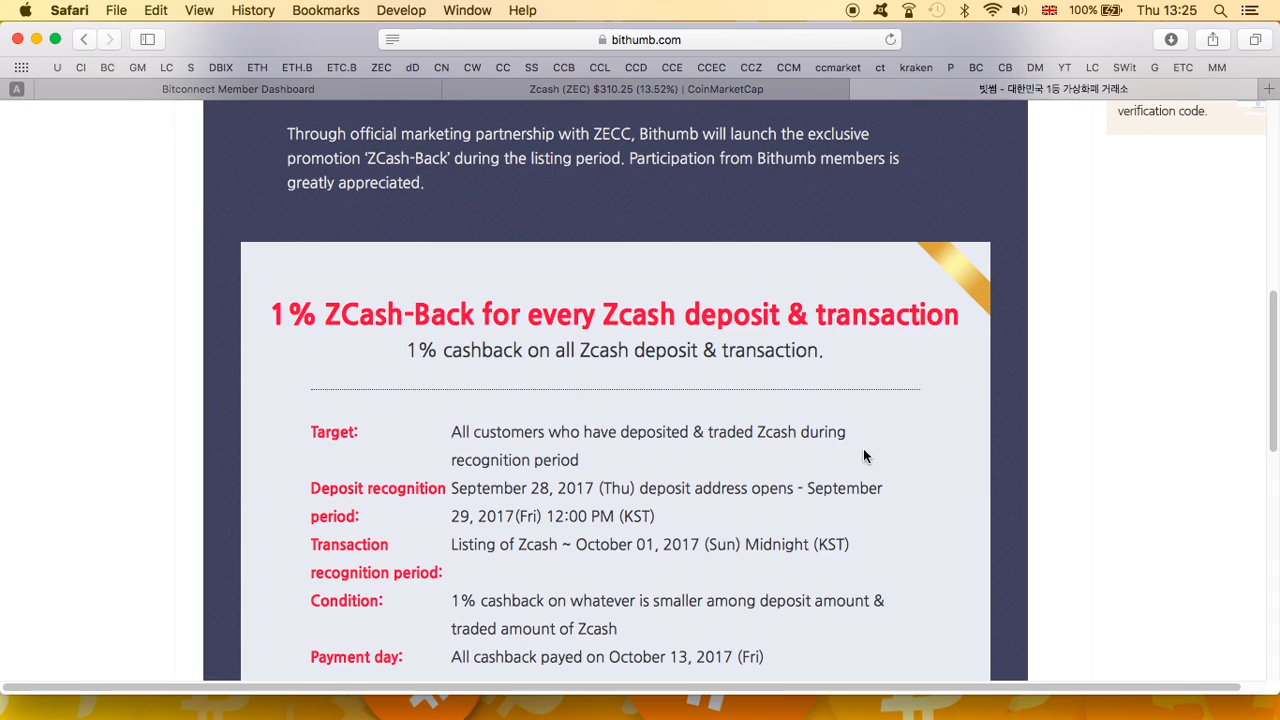 Safari File Edit View History Bookmarks Develop Window Help 100% Thu 13:25
bithumb.com
U CI BC GM LC S DBIX ETH ETH.B ETC.B ZEC dD CN CW CC SS CCB CCL CCD CCE CCEC CCZ CCM ccmarket ct kraken P BC CB DM YT LC SWit G ETC MM
A Bitconnect Member Dashboard Zcash (ZEC) $310.25 (13.52%) | CoinMarketCap 빗썸 - 대한민국 1등 가상화폐 거래소
verification code.
Through official marketing partnership with ZECC, Bithumb will launch the exclusive
promotion ‘ZCash-Back’ during the listing period. Participation from Bithumb members is
greatly appreciated.
1% ZCash-Back for every Zcash deposit & transaction
1% cashback on all Zcash deposit & transaction.
Target: All customers who have deposited & traded Zcash during
recognition period
Deposit recognition September 28, 2017 (Thu) deposit address opens - September
period: 29, 2017(Fri) 12:00 PM (KST)
Transaction Listing of Zcash ~ October 01, 2017 (Sun) Midnight (KST)
recognition period:
Condition: 1% cashback on whatever is smaller among deposit amount &
traded amount of Zcash
Payment day: All cashback payed on October 13, 2017 (Fri)